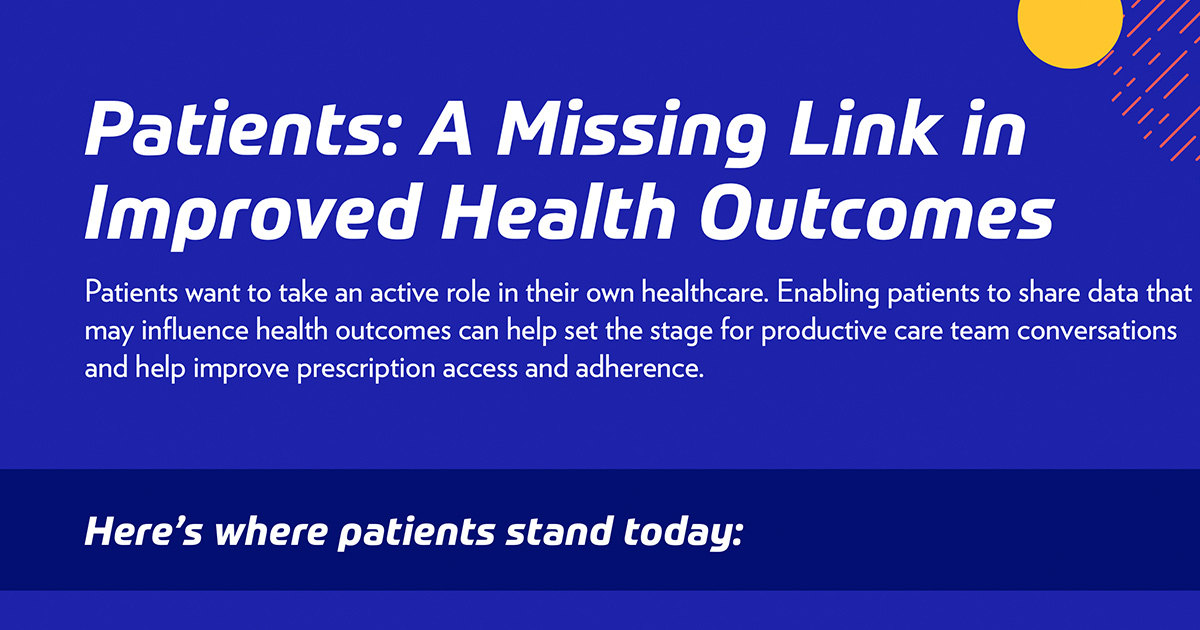 Patients: A Missing Link in
Improved Health Outcomes
Patients want to take an active role in their own healthcare. Enabling patients to share data that
may influence health outcomes can help set the stage for productive care team conversations
and help improve prescription access and adherence.
Here’s where patients stand today: